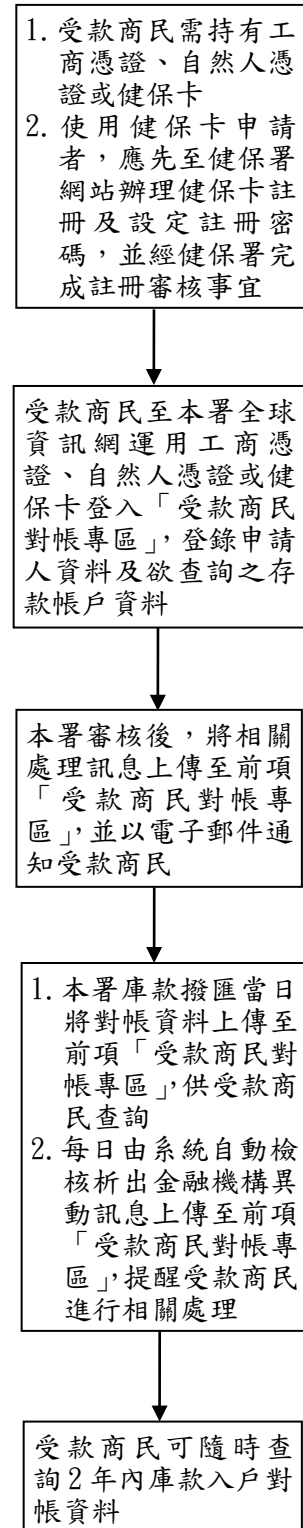 1. 受款商民需持有工
商憑證、自然人憑
證或健保卡
2. 使用健保卡申請
者，應先至健保署
網站辦理健保卡註
冊及設定註冊密
碼，並經健保署完
成註冊審核事宜
受款商民至本署全球
資訊網運用工商憑
證、自然人憑證或健
保卡登入「受款商民
對帳專區」，登錄申請
人資料及欲查詢之存
款帳戶資料
本署審核後，將相關
處理訊息上傳至前項
「受款商民對帳專
區」，並以電子郵件通
知受款商民
1. 本署庫款撥匯當日
將對帳資料上傳至
前項「受款商民對
帳專區」，供受款商
民查詢
2. 每日由系統自動檢
核析出金融機構異
動訊息上傳至前項
「受款商民對帳專
區」，提醒受款商民
進行相關處理
受款商民可隨時查
詢2年內庫款入戶對
帳資料